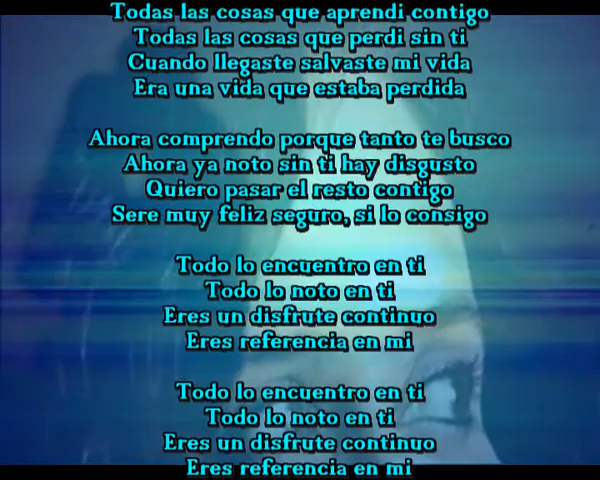 Todas las cosas que aprendi contigo
Todas las cosas que perdi sin ti
Cuando llegaste salvaste mi vida
Era una vida que estaba perdida
Ahora comprendo porque tanto te busco
Ahora ya noto sin ti hay disgusto
Quiero pasar el resto contigo
Sere muy feliz seguro, si lo consigo
Todo lo encuentro en ti
Todo lo noto en ti
Eres un disfrute continuo
Eres referencia en mi
Todo lo encuentro en ti
Todo lo noto en ti
Eres un disfrute continuo
Eres referencia en mi